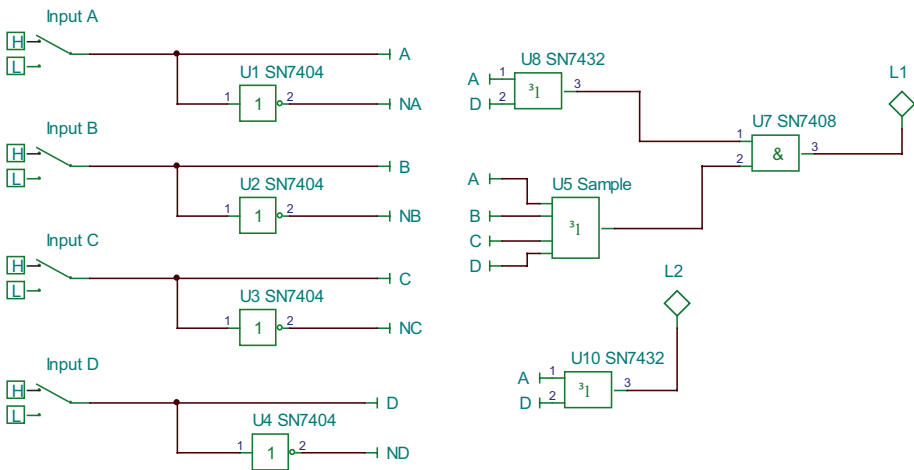 Input A
H
L
A
U1 SN7404
1
1
2
NA
Input B
H
L
B
U2 SN7404
1
1
2
NB
Input C
H
L
C
U3 SN7404
1
1
2
NC
Input D
H
L
D
U4 SN7404
1
1
2
ND
U8 SN7432
A
1
D
2
³1
3
L1
U7 SN7408
1
2
&
3
U5 Sample
A
B
C
D
³1
L2
U10 SN7432
A
1
D
2
³1
3